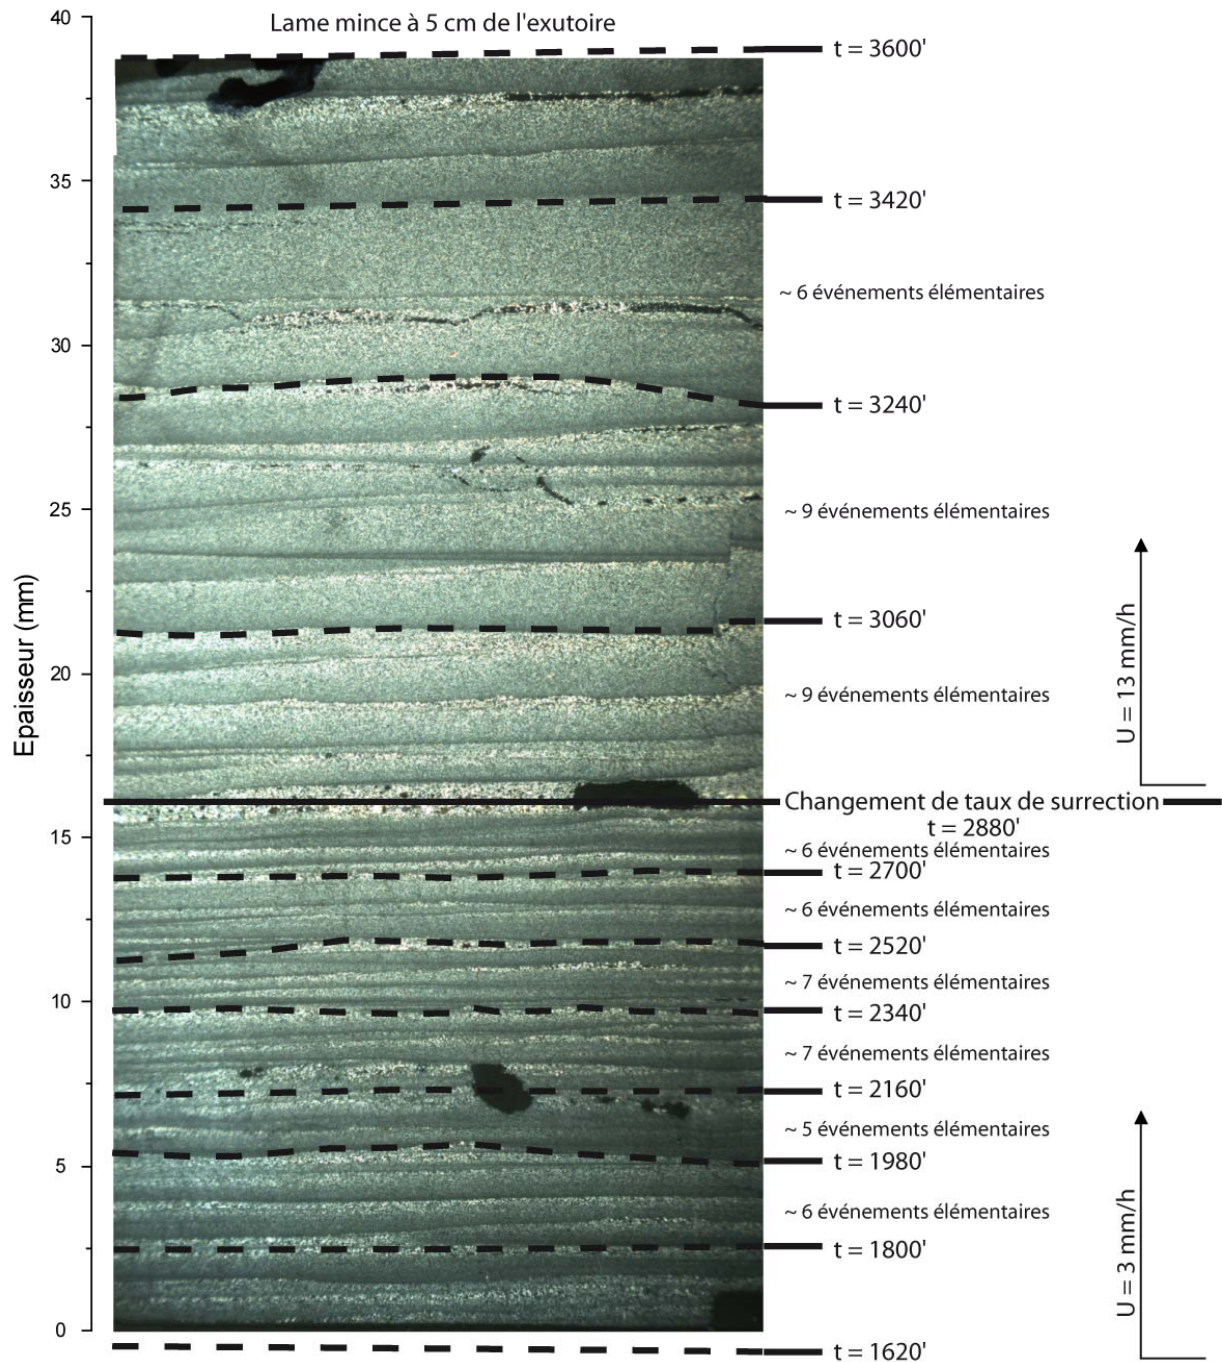 Lame mince à 5 cm de l'exutoire
40
t = 3600'
35
t = 3420'
~ 6 événements élémentaires
30
t = 3240'
25
~ 9 événements élémentaires
Epaisseur (mm)
t = 3060'
20
~ 9 événements élémentaires
U = 13 mm/h
Changement de taux de surrection
t = 2880'
15
~ 6 événements élémentaires
t = 2700'
~ 6 événements élémentaires
t = 2520'
~ 7 événements élémentaires
10
t = 2340'
~ 7 événements élémentaires
t = 2160'
~ 5 événements élémentaires
5
t = 1980'
~ 6 événements élémentaires
U = 3 mm/h
t = 1800'
0
t = 1620'